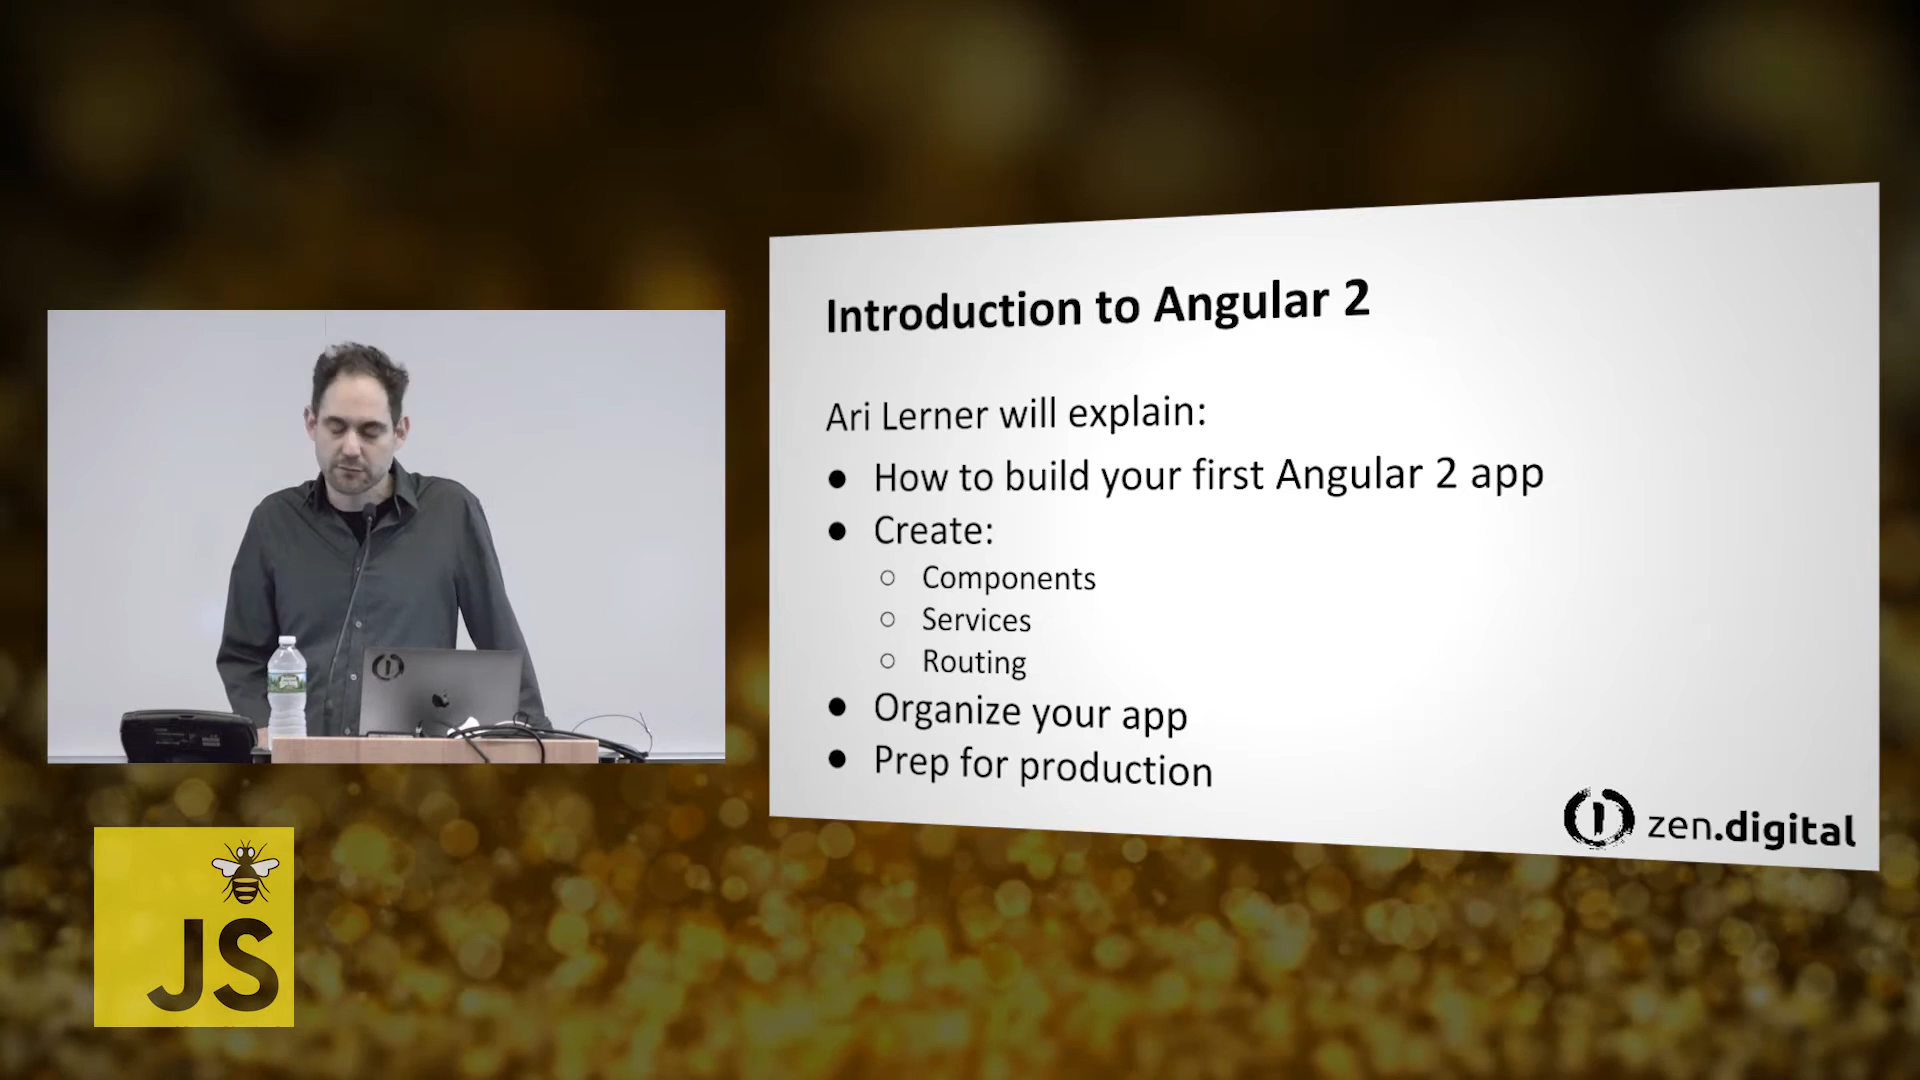 Introduction to Angular 2
Ari Lerner will explain:
● How to build your first Angular 2 app
● Create:
○ Components
○ Services
○ Routing
● Organize your app
● Prep for production
zen.digital
JS